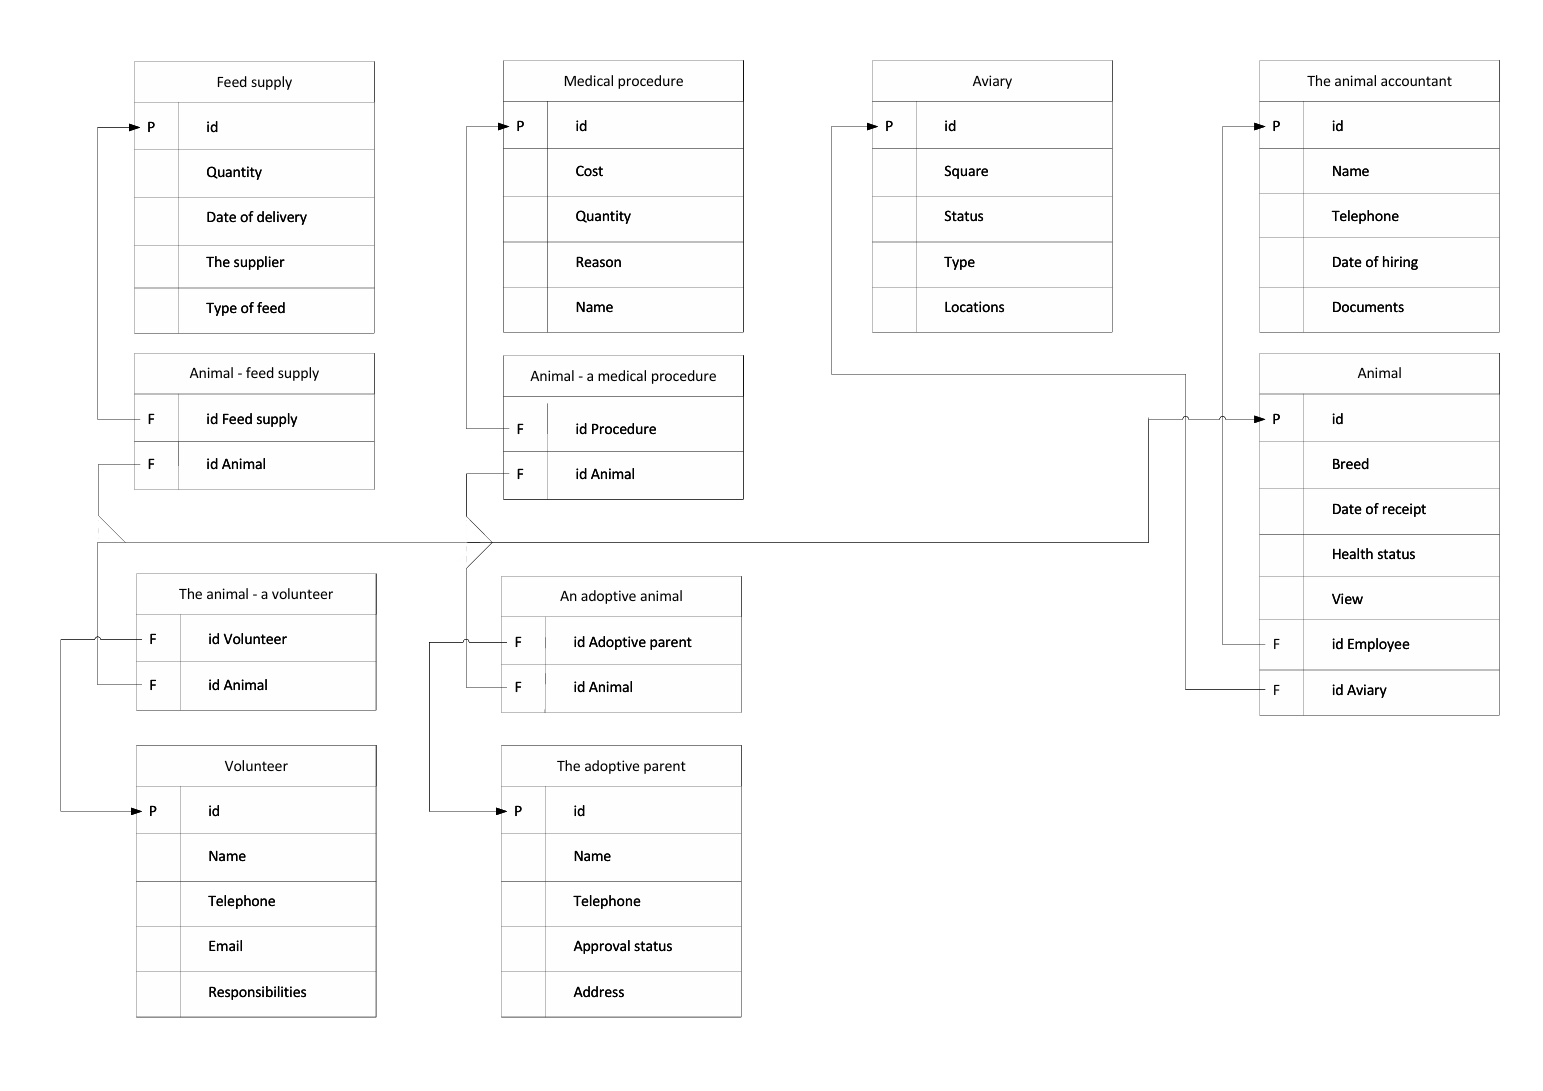 Feed supply
P id
Quantity
Date of delivery
The supplier
Type of feed
Medical procedure
P id
Cost
Quantity
Reason
Name
Aviary
P id
Square
Status
Type
Locations
The animal accountant
P id
Name
Telephone
Date of hiring
Documents
Animal - feed supply
F id Feed supply
F id Animal
Animal - a medical procedure
F id Procedure
F id Animal
Animal
P id
Breed
Date of receipt
Health status
View
F id Employee
F id Aviary
The animal - a volunteer
F id Volunteer
F id Animal
An adoptive animal
F id Adoptive parent
F id Animal
Volunteer
P id
Name
Telephone
Email
Responsibilities
The adoptive parent
P id
Name
Telephone
Approval status
Address